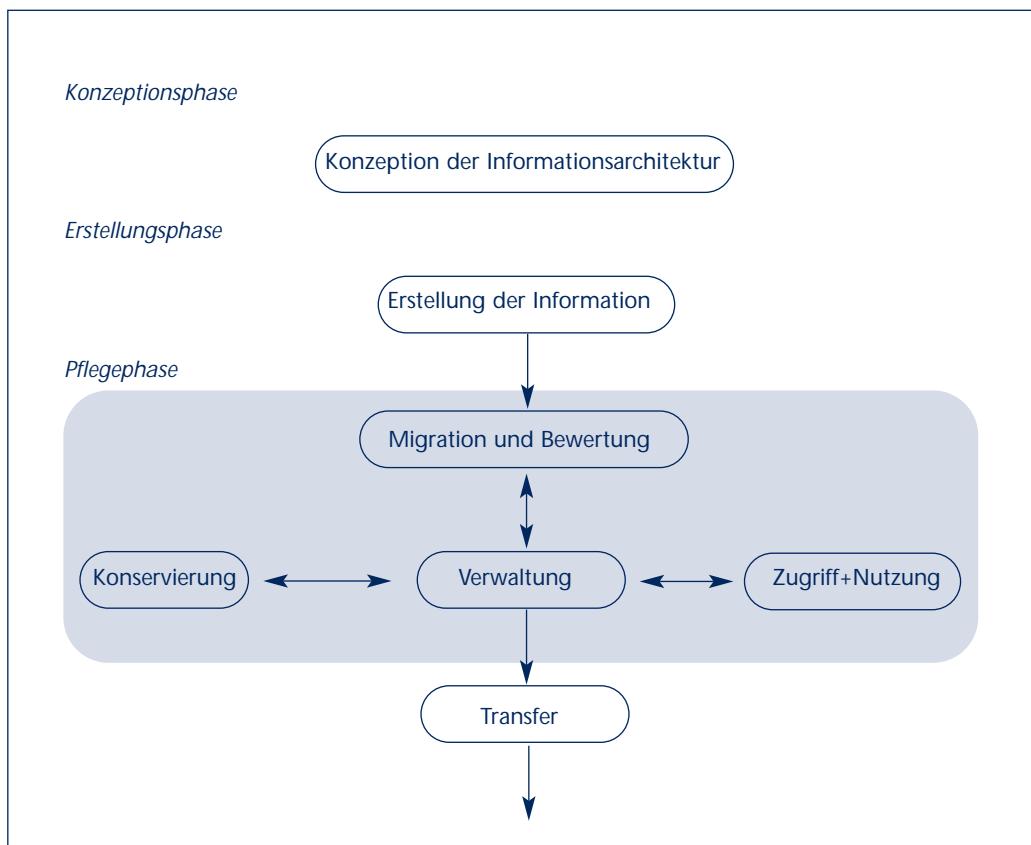 Konzeptionsphase
Konzeption der Informationsarchitektur
Erstellungsphase
Erstellung der Information
Pflegephase
Migration und Bewertung
Konservierung
Verwaltung
Zugriff+Nutzung
Transfer